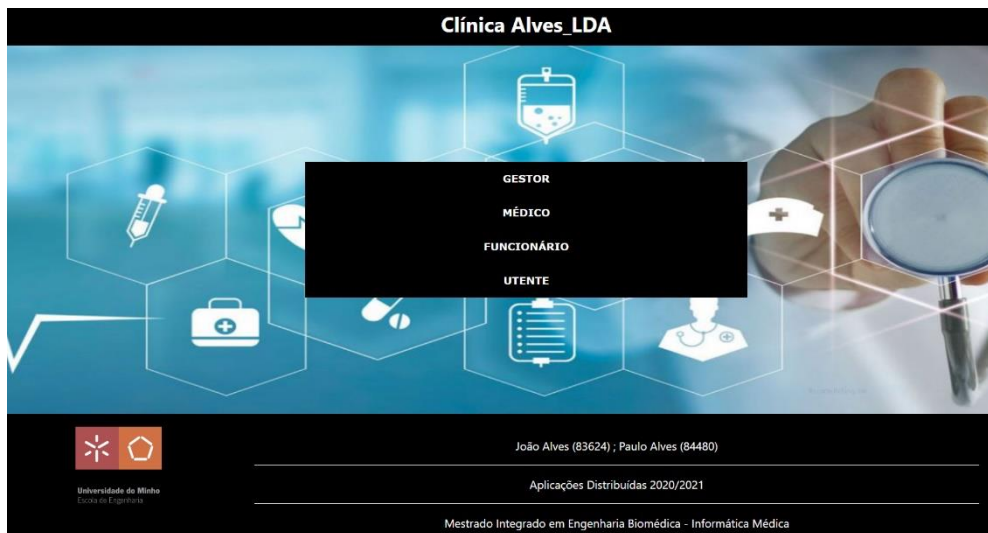 Clínica Alves_LDA
GESTOR
MÉDICO
FUNCIONÁRIO
UTENTE
João Alves (83624) ; Paulo Alves (84480)
Universidade do Minho
Escola de Engenharia
Aplicações Distribuídas 2020/2021
Mestrado Integrado em Engenharia Biomédica - Informática Médica